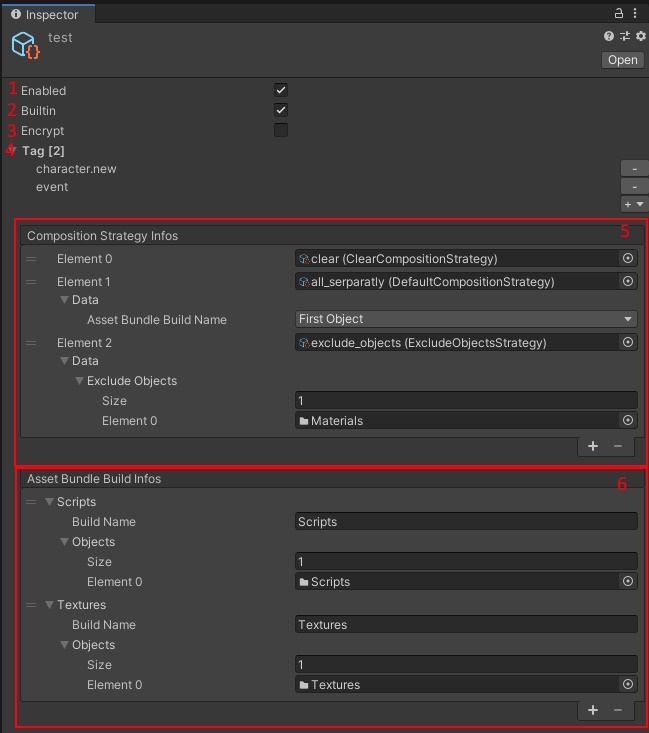 Inspector
test
Open
1 Enabled
2 Builtin
3 Encrypt
4 Tag [2]
character.new -
event -
+
5
Composition Strategy Infos
Element 0 clear (ClearCompositionStrategy)
Element 1 all_serparatly (DefaultCompositionStrategy)
Data
Asset Bundle Build Name First Object
Element 2 exclude_objects (ExcludeObjectsStrategy)
Data
Exclude Objects
Size 1
Element 0 Materials
+ -
Asset Bundle Build Infos 6
Scripts
Build Name Scripts
Objects
Size 1
Element 0 Scripts
Textures
Build Name Textures
Objects
Size 1
Element 0 Textures
+ -